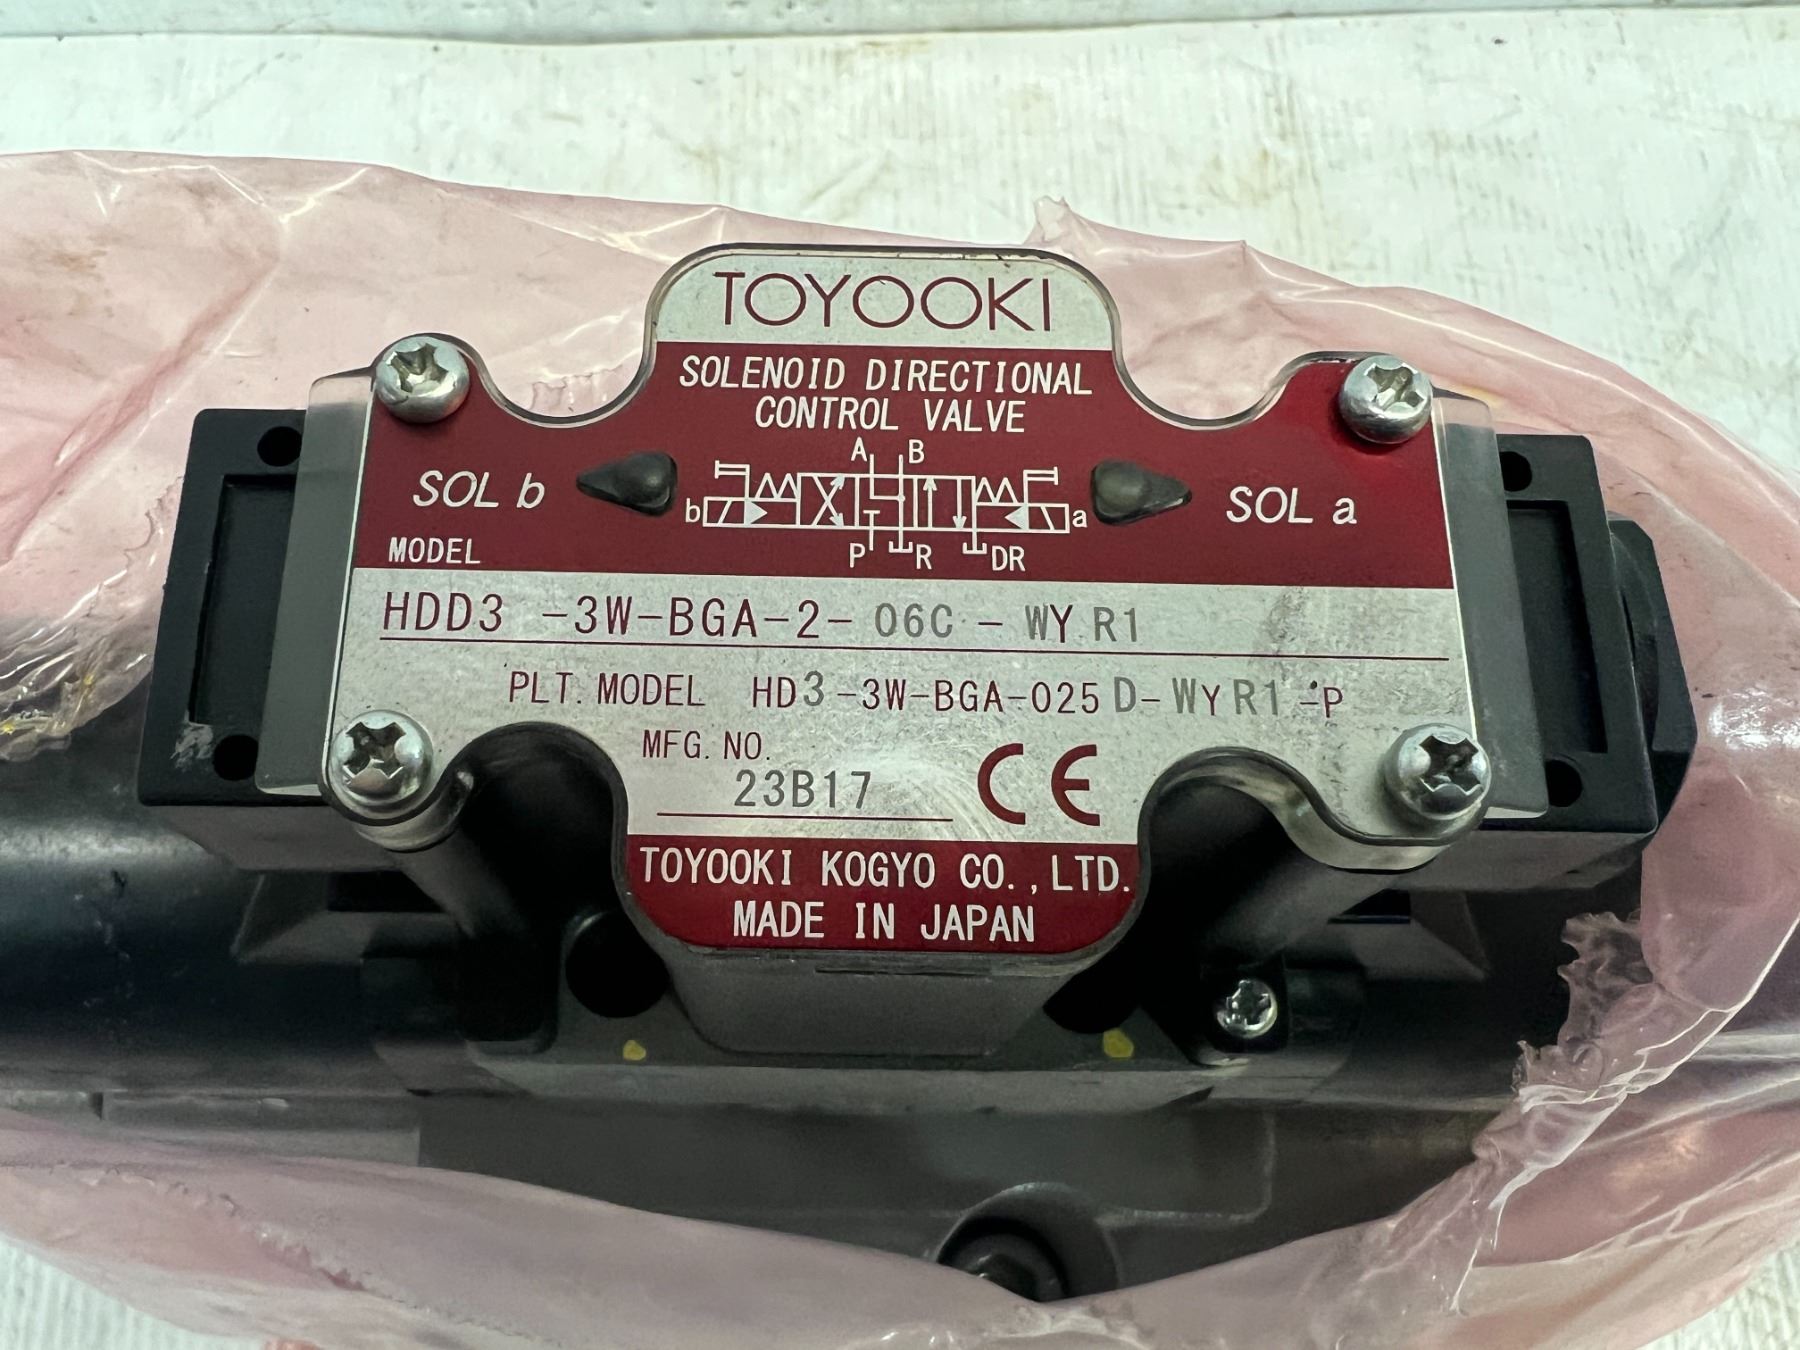 TOYOOKI
SOLENOID DIRECTIONAL
CONTROL VALVE
A B
SOL b
b
a
SOL a
P R DR
T
MODEL
HDD3 -3W-BGA-2- 06C - WY R1
PLT. MODEL HD3-3W-BGA-025 D-WY R1 -P
MFG. NO.
23B17
CE
TOYOOKI KOGYO CO., LTD.
MADE IN JAPAN